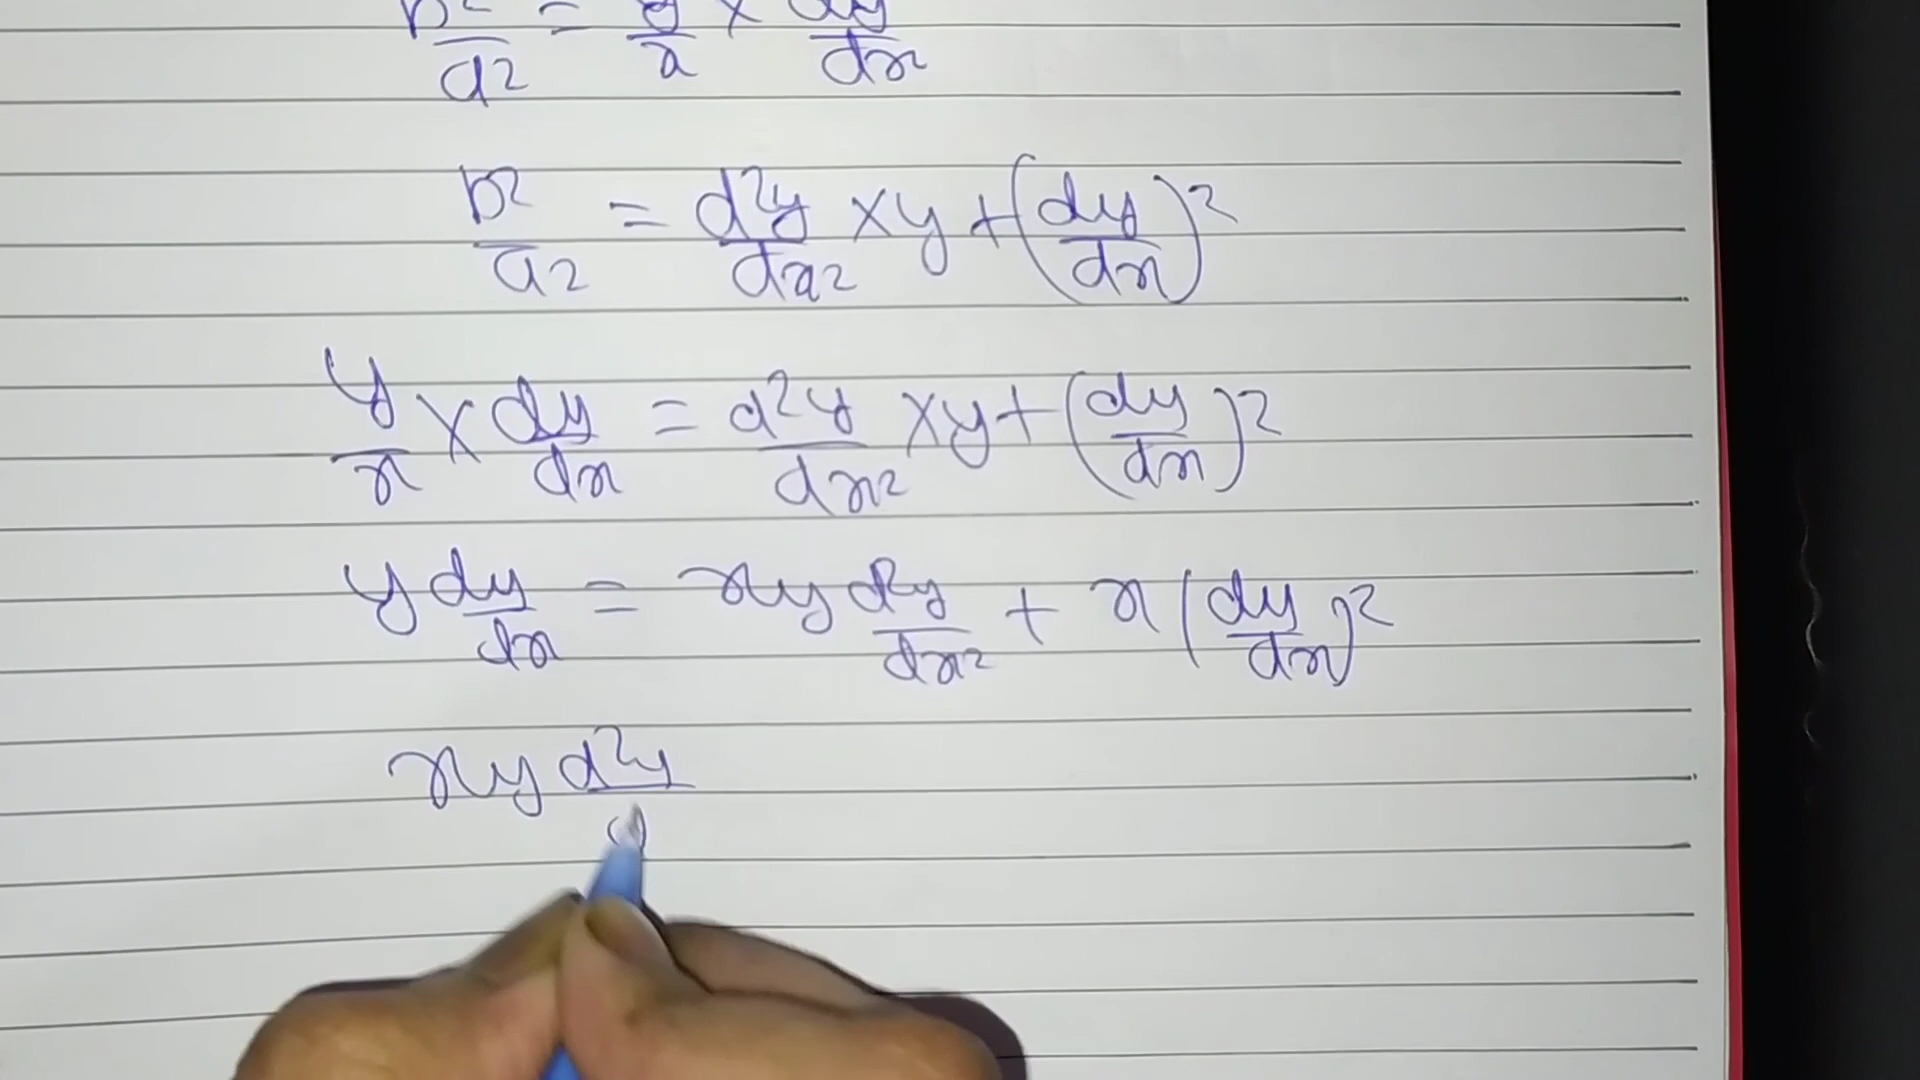 b²/a² = y/x × dy/dx
b²/a² = d²y/dx² × y + (dy/dx)²
y/x × dy/dx = d²y/dx² × y + (dy/dx)²
y dy/dx = xy d²y/dx² + x (dy/dx)²
xy d²y/d